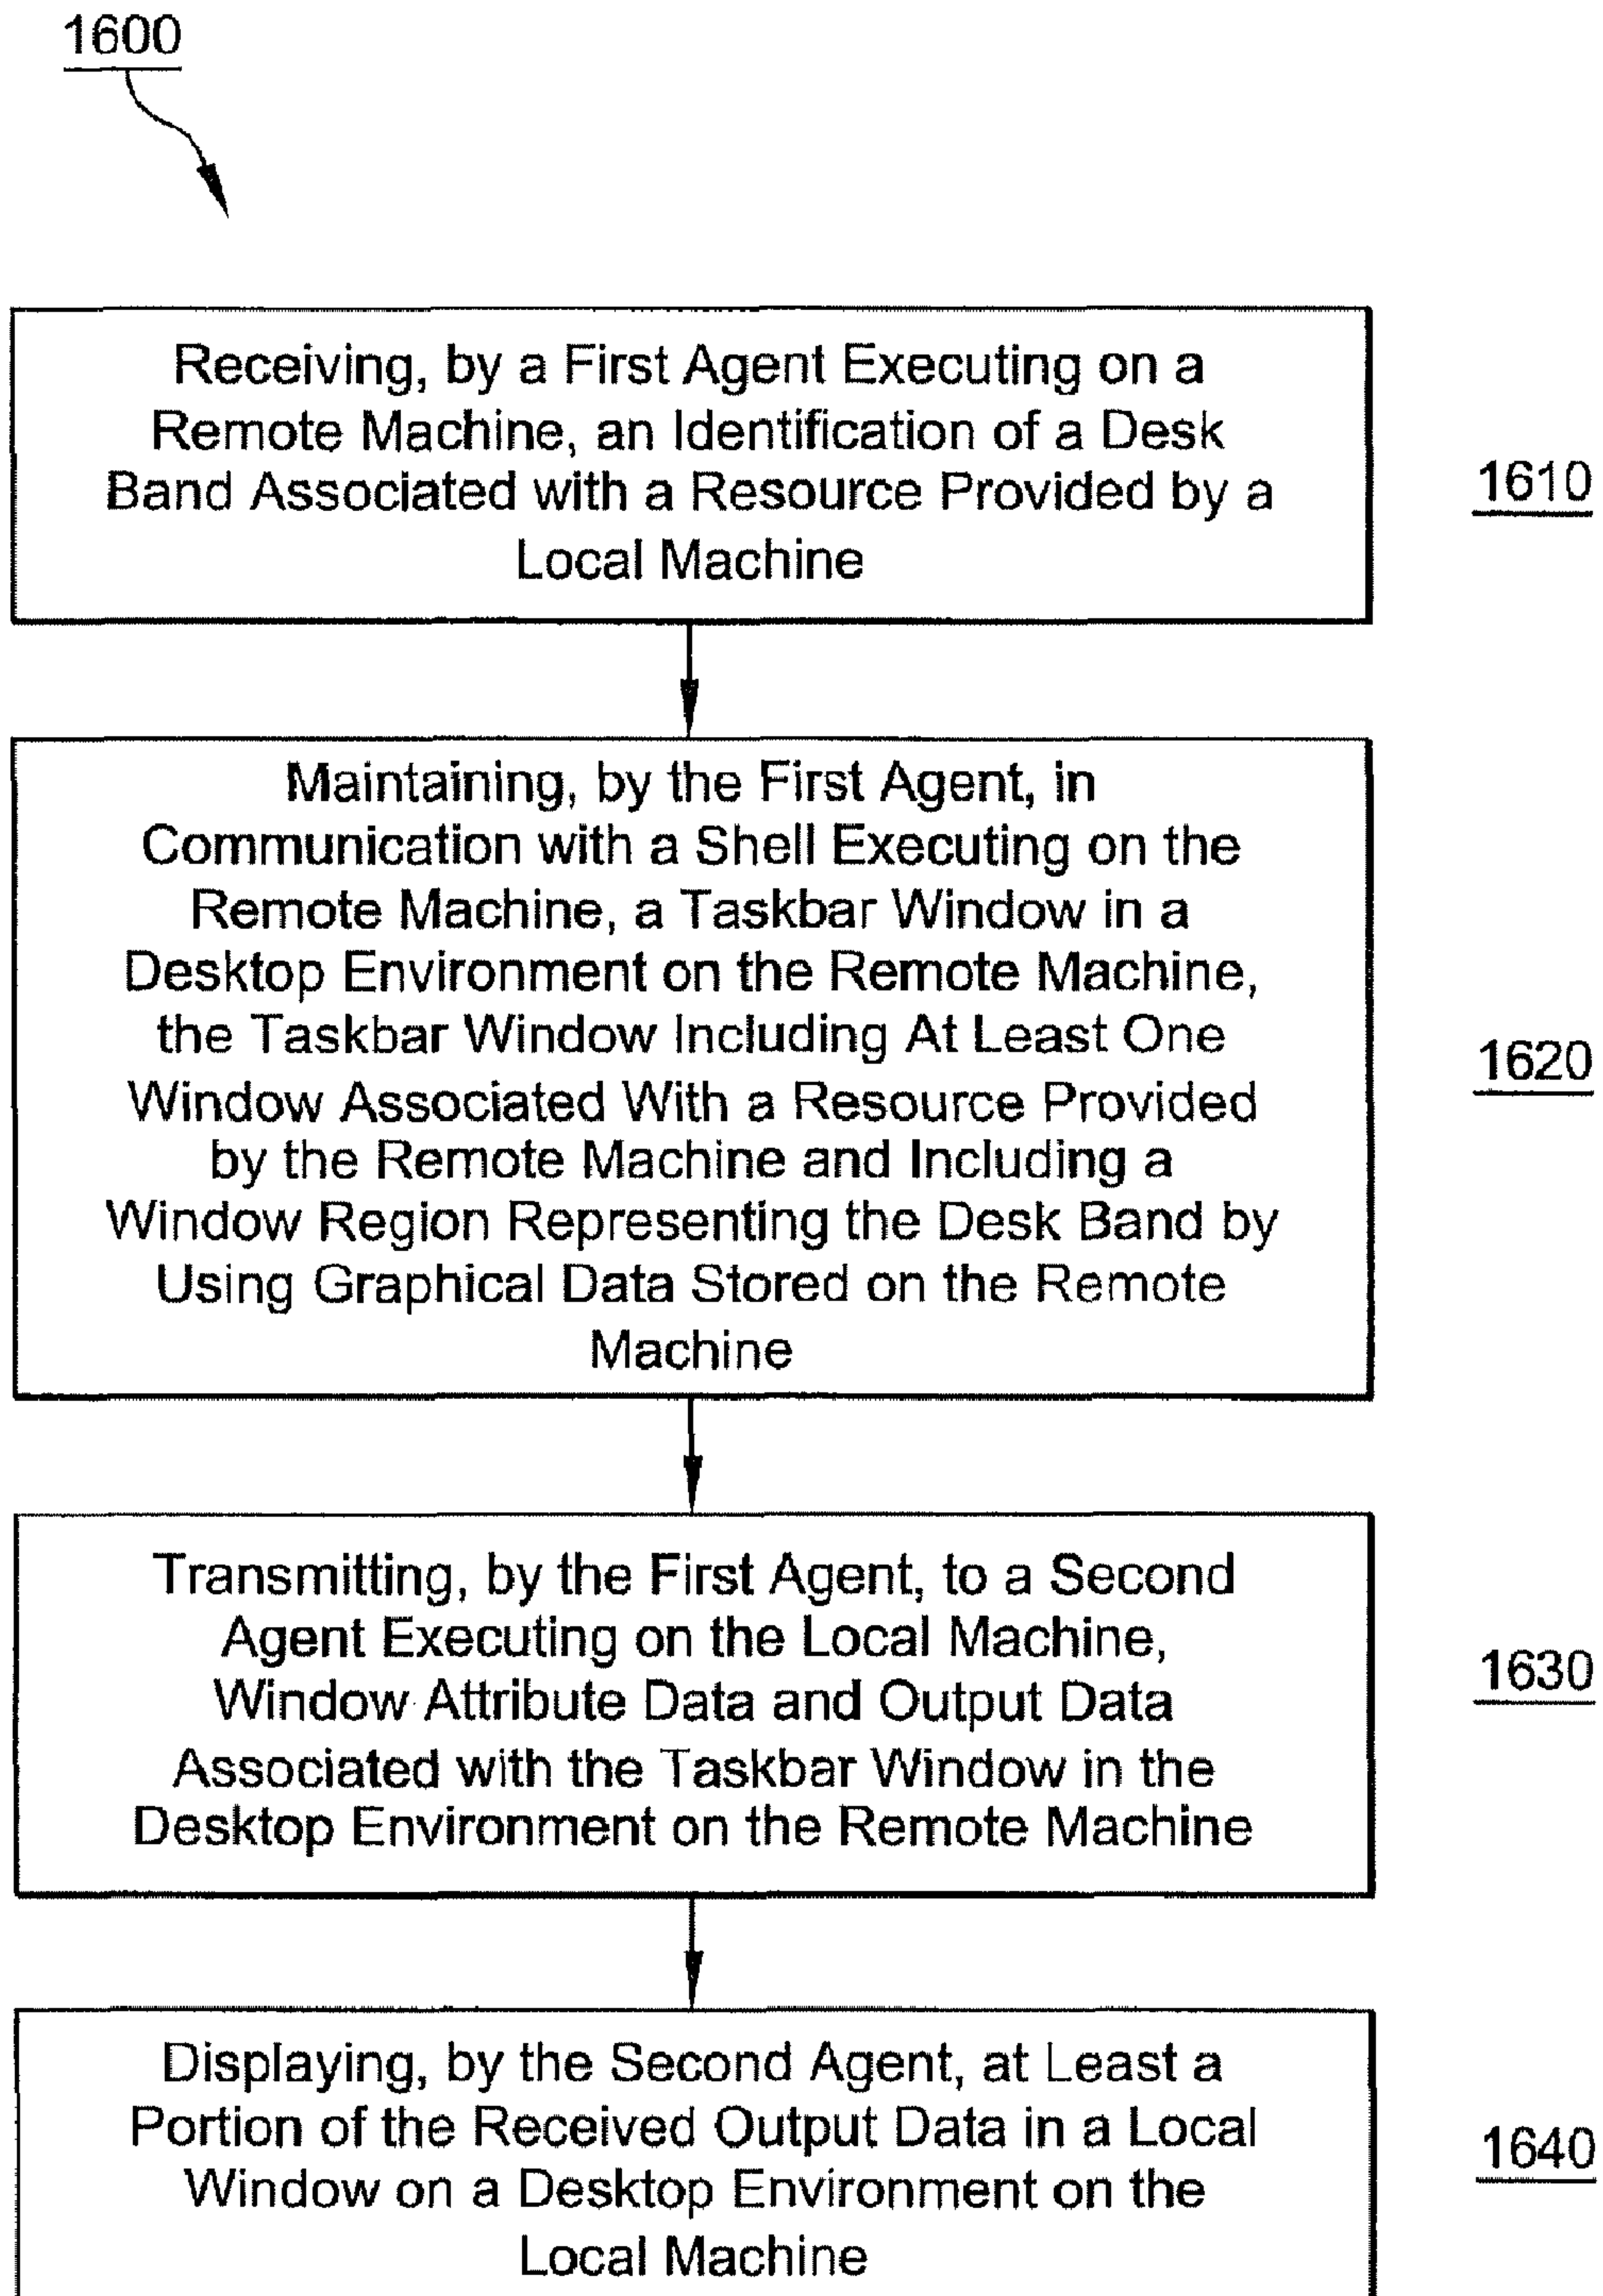 1600
Receiving, by a First Agent Executing on a
Remote Machine, an Identification of a Desk
Band Associated with a Resource Provided by a
Local Machine
1610
Maintaining, by the First Agent, in
Communication with a Shell Executing on the
Remote Machine, a Taskbar Window in a
Desktop Environment on the Remote Machine,
the Taskbar Window Including At Least One
Window Associated With a Resource Provided
by the Remote Machine and Including a
Window Region Representing the Desk Band by
Using Graphical Data Stored on the Remote
Machine
1620
Transmitting, by the First Agent, to a Second
Agent Executing on the Local Machine,
Window Attribute Data and Output Data
Associated with the Taskbar Window in the
Desktop Environment on the Remote Machine
1630
Displaying, by the Second Agent, at Least a
Portion of the Received Output Data in a Local
Window on a Desktop Environment on the
Local Machine
1640